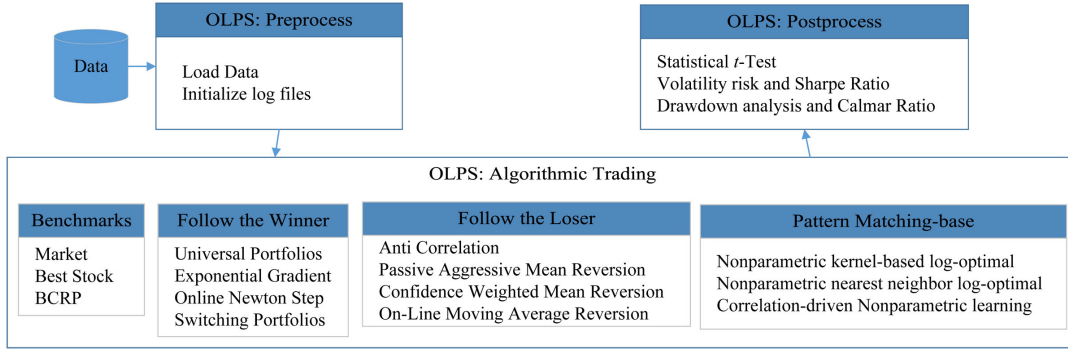 OLPS: Preprocess
Data
Load Data
Initialize log files
OLPS: Postprocess
Statistical t-Test
Volatility risk and Sharpe Ratio
Drawdown analysis and Calmar Ratio
OLPS: Algorithmic Trading
Benchmarks
Market
Best Stock
BCRP
Follow the Winner
Universal Portfolios
Exponential Gradient
Online Newton Step
Switching Portfolios
Follow the Loser
Anti Correlation
Passive Aggressive Mean Reversion
Confidence Weighted Mean Reversion
On-Line Moving Average Reversion
Pattern Matching-base
Nonparametric kernel-based log-optimal
Nonparametric nearest neighbor log-optimal
Correlation-driven Nonparametric learning